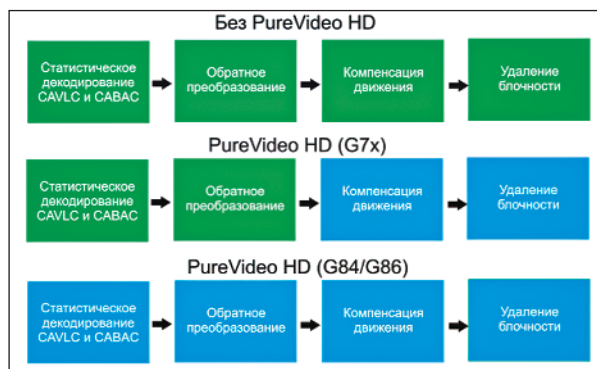 Без PureVideo HD
Статистическое
декодирование
CAVLC и CABAC
Обратное
преобразование
Компенсация
движения
Удаление
блочности
PureVideo HD (G7x)
Статистическое
декодирование
CAVLC и CABAC
Обратное
преобразование
Компенсация
движения
Удаление
блочности
PureVideo HD (G84/G86)
Статистическое
декодирование
CAVLC и CABAC
Обратное
преобразование
Компенсация
движения
Удаление
блочности